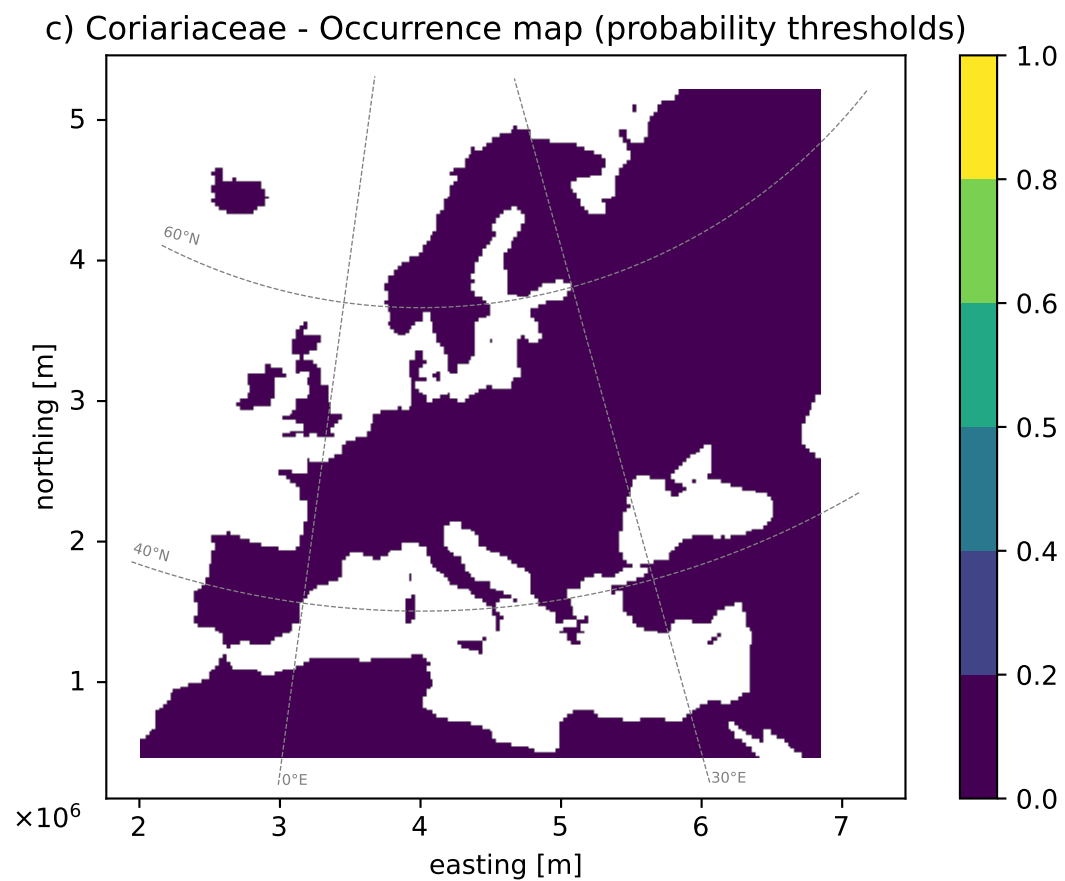 c) Coriariaceae - Occurrence map (probability thresholds)
1.0
0.8
0.6
0.5
0.4
0.2
0.0
5
4
3
2
1
northing [m]
60°N
40°N
0°E
30°E
×10⁶
2 3 4 5 6 7
easting [m]